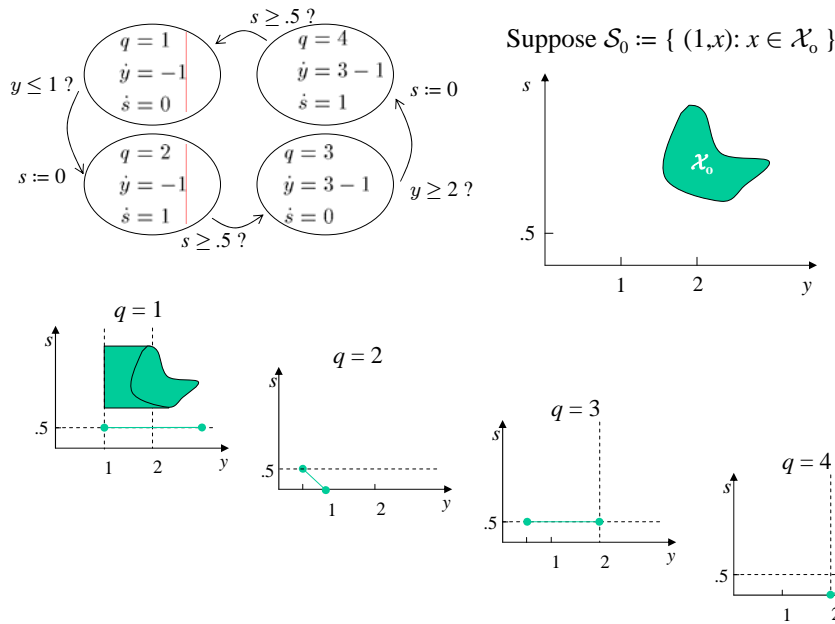 s ≥ .5 ?
q = 1
ẏ = −1
ṡ = 0
q = 4
ẏ = 3 − 1
ṡ = 1
y ≤ 1 ?
s := 0
s := 0
q = 2
ẏ = −1
ṡ = 1
q = 3
ẏ = 3 − 1
ṡ = 0
y ≥ 2 ?
s ≥ .5 ?
Suppose 𝒮₀ := { (1,x): x ∈ 𝒳ₒ }
s
𝒳ₒ
.5
1 2 y
q = 1
s
.5
1 2 y
q = 2
s
.5
1 2 y
q = 3
s
.5
1 2 y
q = 4
s
.5
1 2